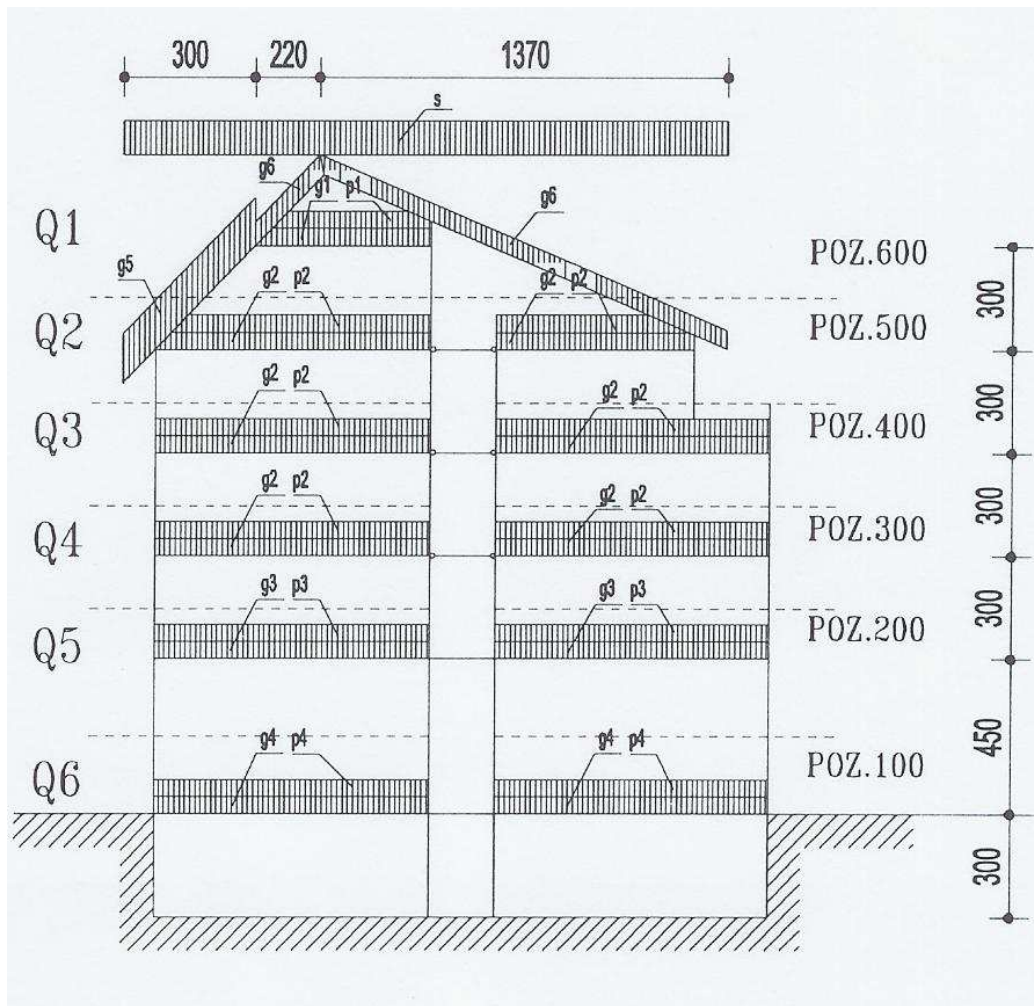 300 220 1370
s
g6
g1 p1
g6
Q1
POZ.600
g5
g2 p2
g2 p2
300
Q2
POZ.500
g2 p2
g2 p2
300
Q3
POZ.400
g2 p2
g2 p2
300
Q4
POZ.300
g3 p3
g3 p3
300
Q5
POZ.200
g4 p4
g4 p4
450
Q6
POZ.100
300